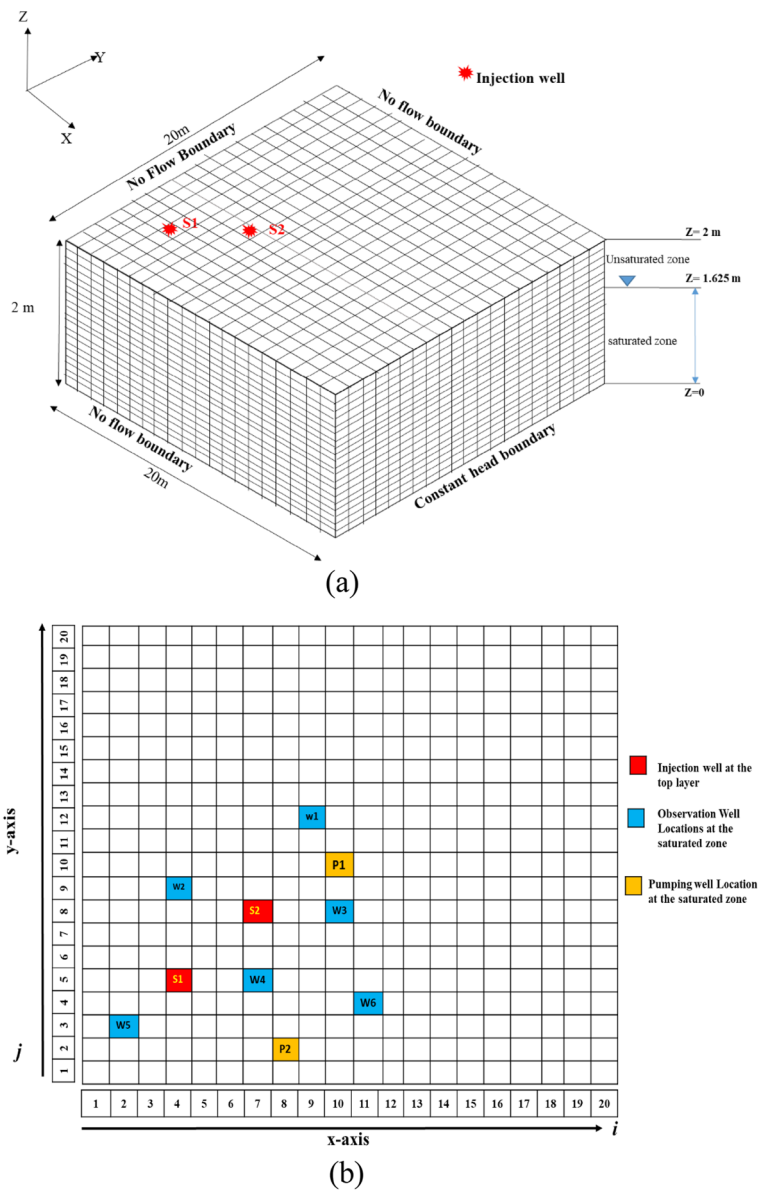 Z
Y
X
Injection well
20m
No Flow Boundary
No flow boundary
S1
S2
Z= 2 m
Unsaturated zone
Z= 1.625 m
saturated zone
Z=0
2 m
No flow boundary
20m
Constant head boundary
(a)
y-axis
j
20
19
18
17
16
15
14
13
12
11
10
9
8
7
6
5
4
3
2
1
w1
P1
W2
S2
W3
S1
W4
W6
W5
P2
Injection well at the
top layer
Observation Well
Locations at the
saturated zone
Pumping well Location
at the saturated zone
1 2 3 4 5 6 7 8 9 10 11 12 13 14 15 16 17 18 19 20
x-axis
i
(b)